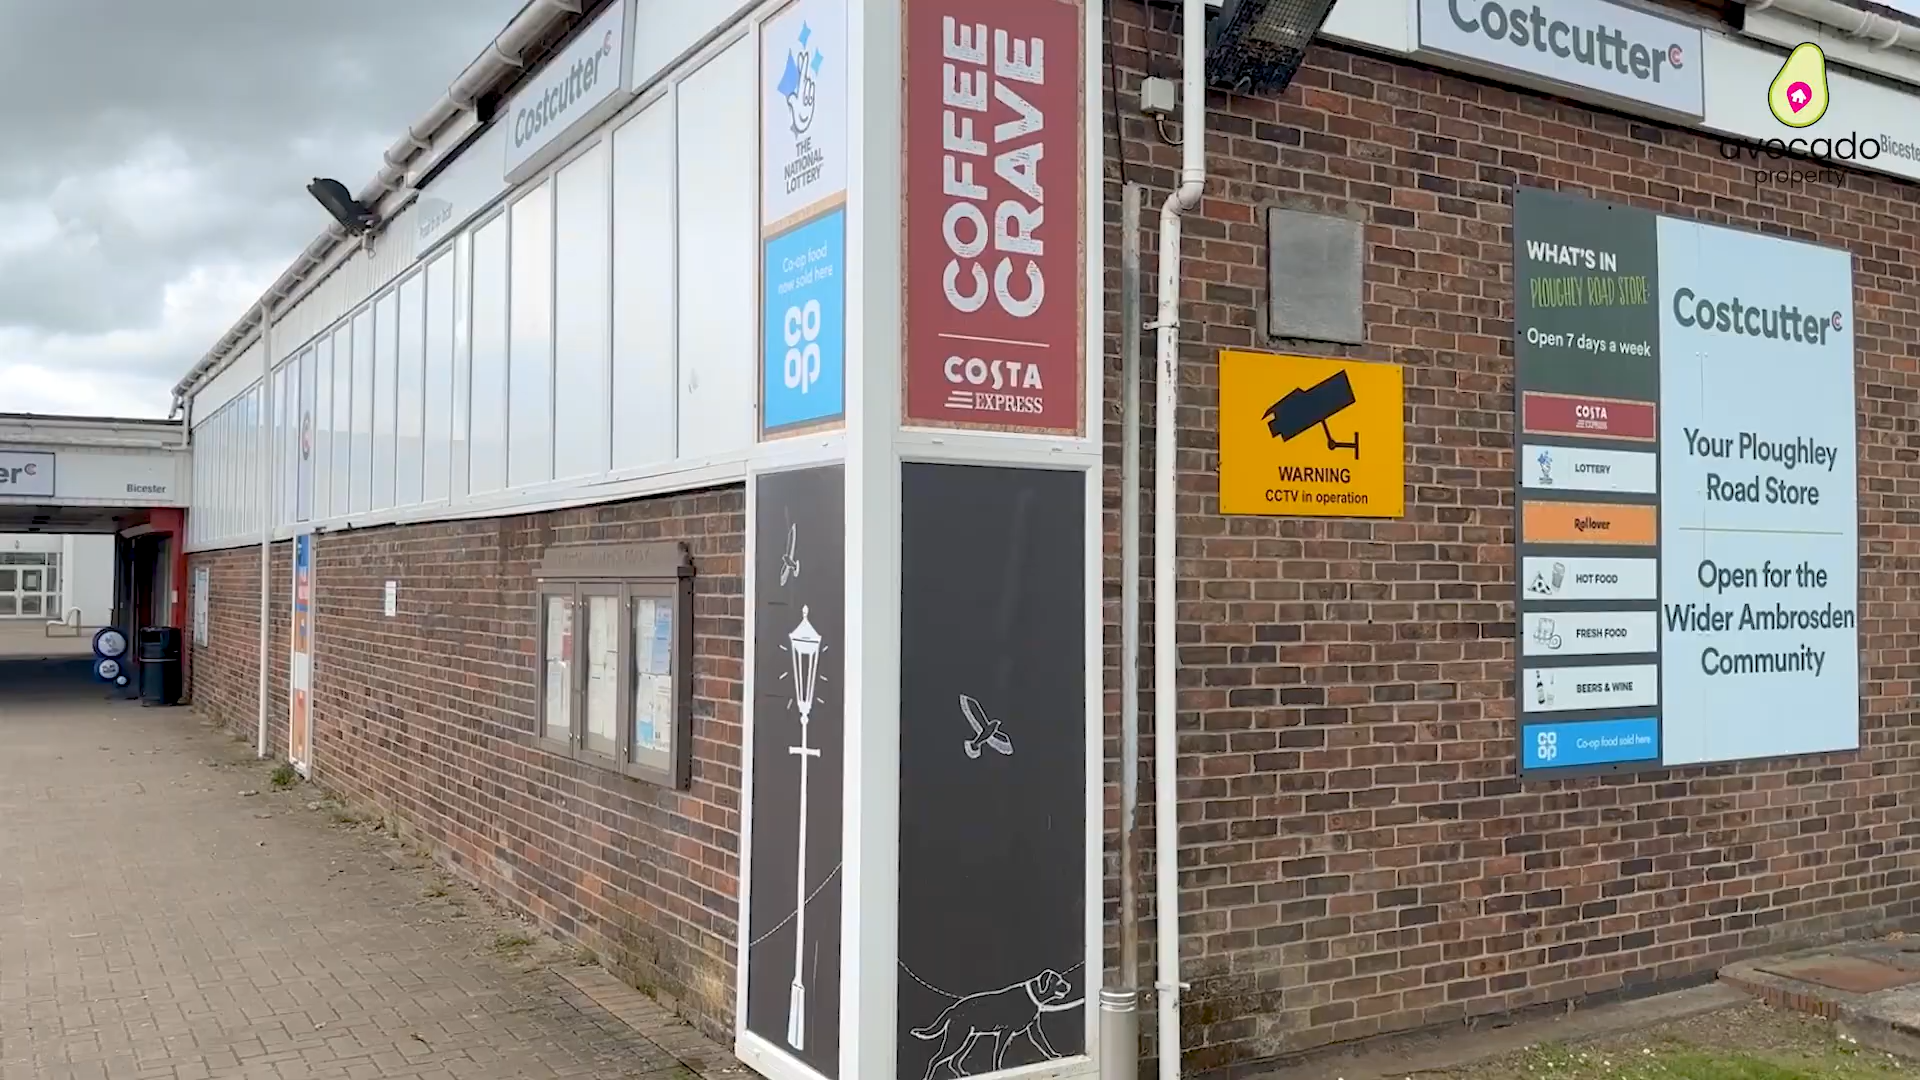 Costcutter
THE
NATIONAL
LOTTERY
Co-op food
now sold here
CO
OP
COFFEE
CRAVE
COSTA
EXPRESS
Costcutter
avocado
property
WARNING
CCTV in operation
WHAT'S IN
PLOUGHLY ROAD STORE
Open 7 days a week
COSTA
EXPRESS
LOTTERY
Rollover
HOT FOOD
FRESH FOOD
BEERS & WINE
CO
OP
Co-op food sold here
Costcutter
Your Ploughley
Road Store
Open for the
Wider Ambrosden
Community
er
Bicester